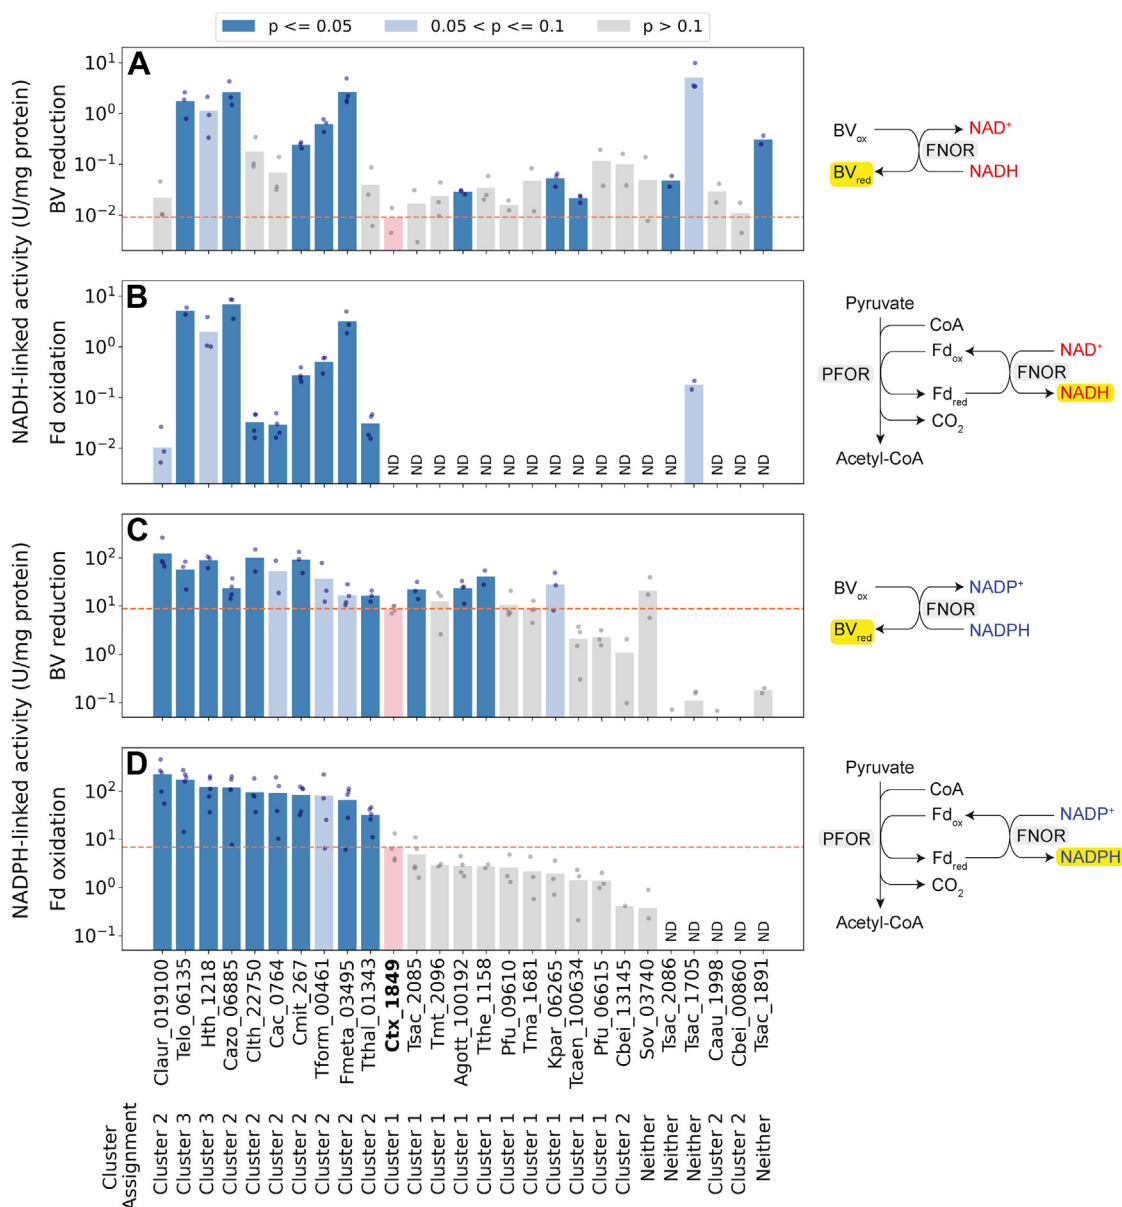 p <= 0.05
0.05 < p <= 0.1
p > 0.1
NADH-linked activity (U/mg protein)
A
BV reduction
10¹
10⁰
10⁻¹
10⁻²
BVox
NAD⁺
FNOR
BVred
NADH
B
Fd oxidation
10¹
10⁰
10⁻¹
10⁻²
ND ND ND ND ND ND ND ND ND ND ND ND ND ND ND ND
Pyruvate
CoA
Fdox
NAD⁺
PFOR
FNOR
Fdred
NADH
CO₂
Acetyl-CoA
NADPH-linked activity (U/mg protein)
C
BV reduction
10²
10¹
10⁰
10⁻¹
BVox
NADP⁺
FNOR
BVred
NADPH
D
Fd oxidation
10²
10¹
10⁰
10⁻¹
ND ND ND ND ND
Pyruvate
CoA
Fdox
NADP⁺
PFOR
FNOR
Fdred
NADPH
CO₂
Acetyl-CoA
Claur_019100
Telo_06135
Hth_1218
Cazo_06885
Clth_22750
Cac_0764
Cmit_267
Tform_00461
Fmeta_03495
Tthal_01343
Ctx_1849
Tsac_2085
Tmt_2096
Agott_100192
Tthe_1158
Pfu_09610
Tma_1681
Kpar_06265
Tcaen_100634
Pfu_06615
Cbei_13145
Sov_03740
Tsac_2086
Tsac_1705
Caau_1998
Cbei_00860
Tsac_1891
Cluster
Assignment
Cluster 2
Cluster 3
Cluster 3
Cluster 2
Cluster 2
Cluster 2
Cluster 2
Cluster 2
Cluster 2
Cluster 2
Cluster 1
Cluster 1
Cluster 1
Cluster 1
Cluster 1
Cluster 1
Cluster 1
Cluster 1
Cluster 1
Cluster 1
Cluster 2
Neither
Neither
Neither
Cluster 2
Cluster 2
Neither